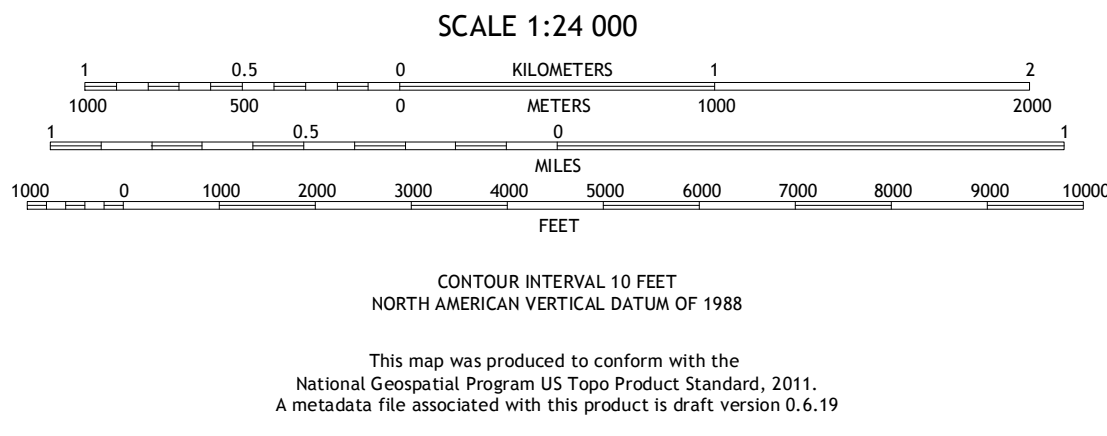 SCALE 1:24 000
1 0.5 0 KILOMETERS 1 2
1000 500 0 METERS 1000 2000
1 0.5 0 1
MILES
1000 0 1000 2000 3000 4000 5000 6000 7000 8000 9000 10000
FEET
CONTOUR INTERVAL 10 FEET
NORTH AMERICAN VERTICAL DATUM OF 1988
This map was produced to conform with the
National Geospatial Program US Topo Product Standard, 2011.
A metadata file associated with this product is draft version 0.6.19